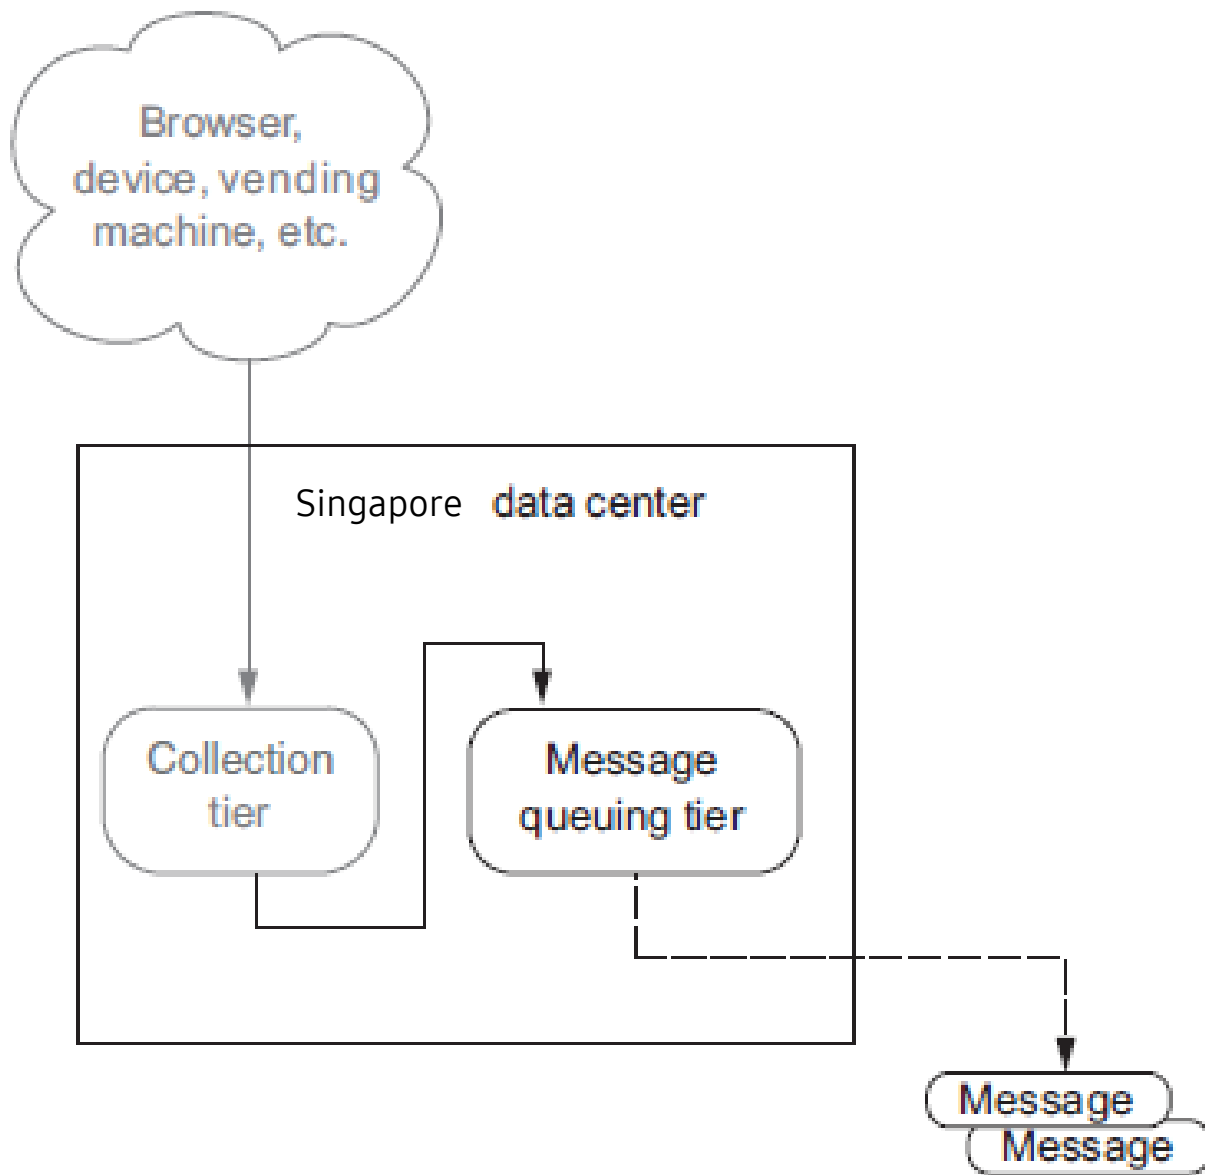 Browser,
device, vending
machine, etc.
Singapore data center
Collection
tier
Message
queuing tier
Message
Message